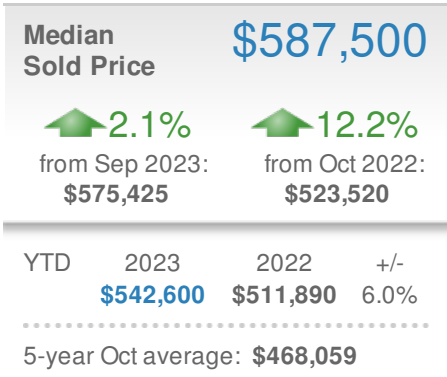 Median $587,500
Sold Price
2.1% 12.2%
from Sep 2023: from Oct 2022:
$575,425 $523,520
YTD 2023 2022 +/-
$542,600 $511,890 6.0%
5-year Oct average: $468,059